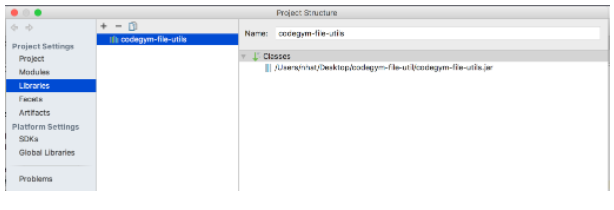 Project Structure
Project Settings
Project
Modules
Libraries
Facets
Artifacts
Platform Settings
SDKs
Global Libraries
Problems
codegym-file-utils
Name: codegym-file-utils
Classes
/Users/nhat/Desktop/codegym-file-util/codegym-file-utils.jar